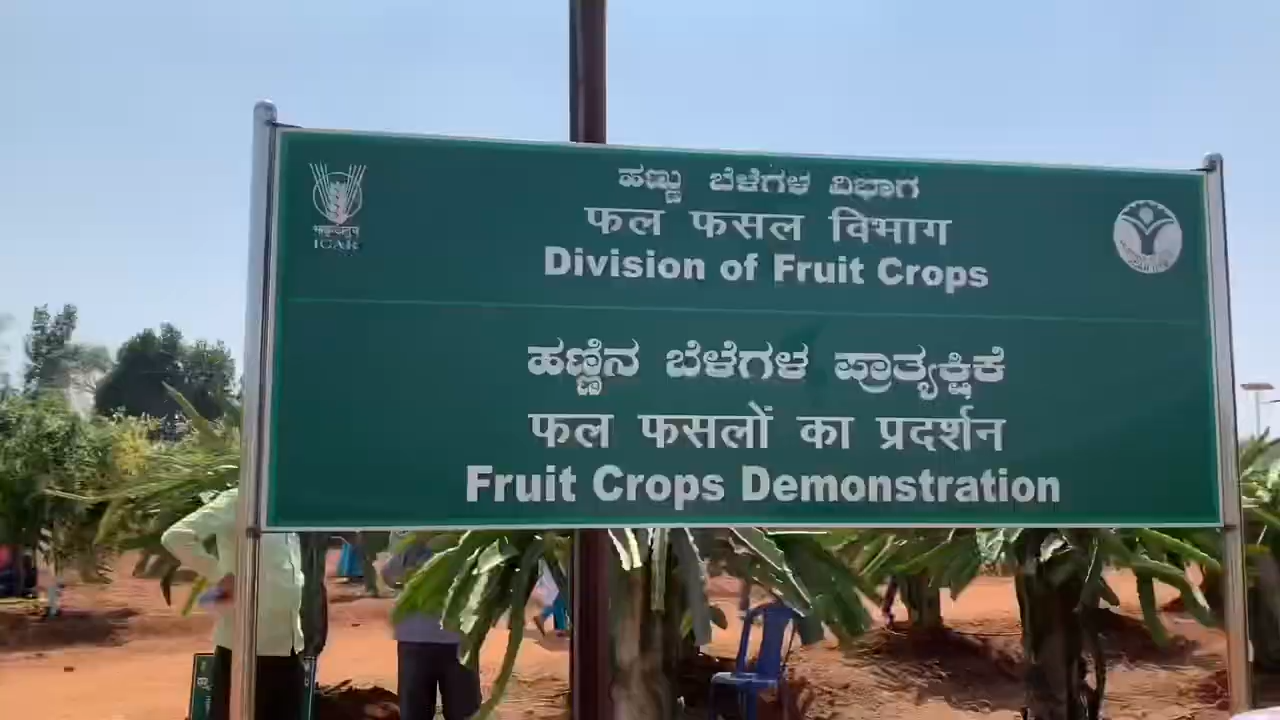 ಹಣ್ಣು ಬೆಳೆಗಳ ವಿಭಾಗ
फल फसल विभाग
Division of Fruit Crops
ICAR
ಹಣ್ಣಿನ ಬೆಳೆಗಳ ಪ್ರಾತ್ಯಕ್ಷಿಕೆ
फल फसलों का प्रदर्शन
Fruit Crops Demonstration